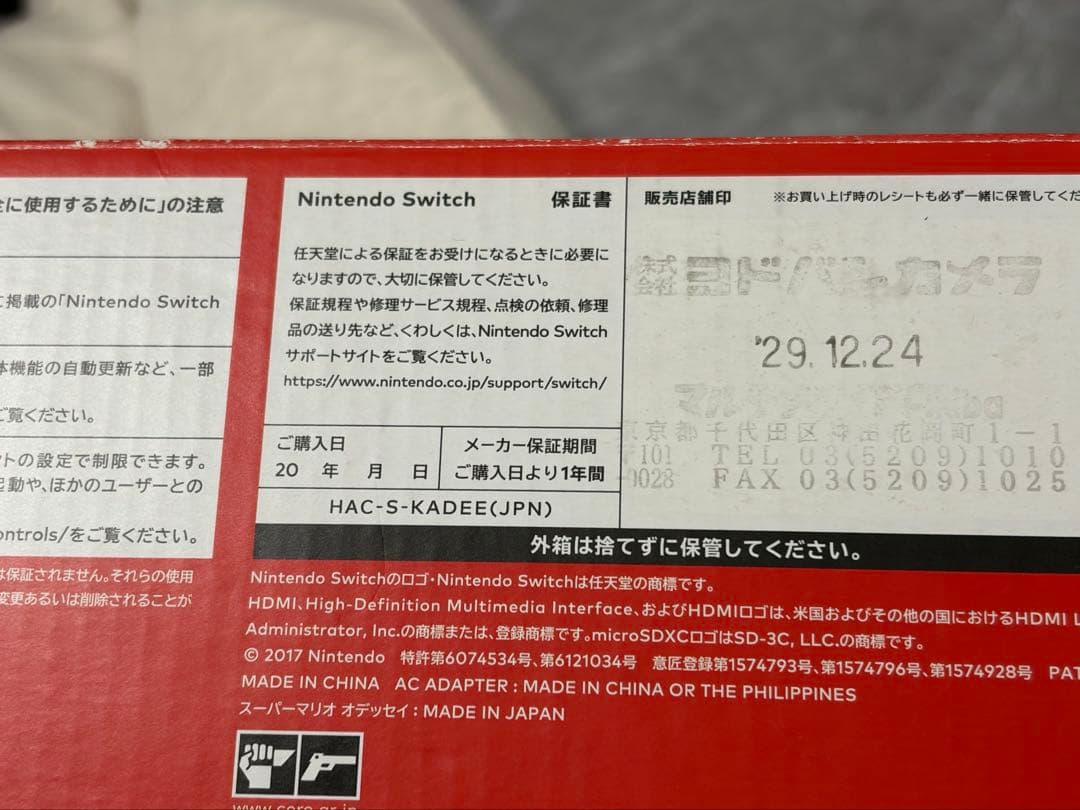 全に使用するために」の注意
掲載の「Nintendo Switch
体機能の自動更新など、一部
ご覧ください。
トの設定で制限できます。
起動や、ほかのユーザーとの
ontrols/をご覧ください。
は保証されません。それらの使用
変更あるいは削除されることが
Nintendo Switch 保証書
任天堂による保証をお受けになるときに必要に
なりますので、大切に保管してください。
保証規程や修理サービス規程、点検の依頼、修理
品の送り先など、くわしくは、Nintendo Switch
サポートサイトをご覧ください。
https://www.nintendo.co.jp/support/switch/
ご購入日
20 年 月 日
メーカー保証期間
ご購入日より1年間
HAC-S-KADEE(JPN)
販売店舗印 ※お買い上げ時のレシートも必ず一緒に保管してくだ
株式会社ヨドバシカメラ
'29.12.24
京都千代田区神田花岡町1-1
101 TEL 03(5209)1010
0028 FAX 03(5209)1025
外箱は捨てずに保管してください。
Nintendo Switchのロゴ・Nintendo Switchは任天堂の商標です。
HDMI、High-Definition Multimedia Interface、およびHDMIロゴは、米国およびその他の国におけるHDMI L
Administrator, Inc.の商標または、登録商標です。microSDXCロゴはSD-3C, LLC.の商標です。
© 2017 Nintendo 特許第6074534号、第6121034号 意匠登録第1574793号、第1574796号、第1574928号 PAT
MADE IN CHINA AC ADAPTER : MADE IN CHINA OR THE PHILIPPINES
スーパーマリオ オデッセイ : MADE IN JAPAN